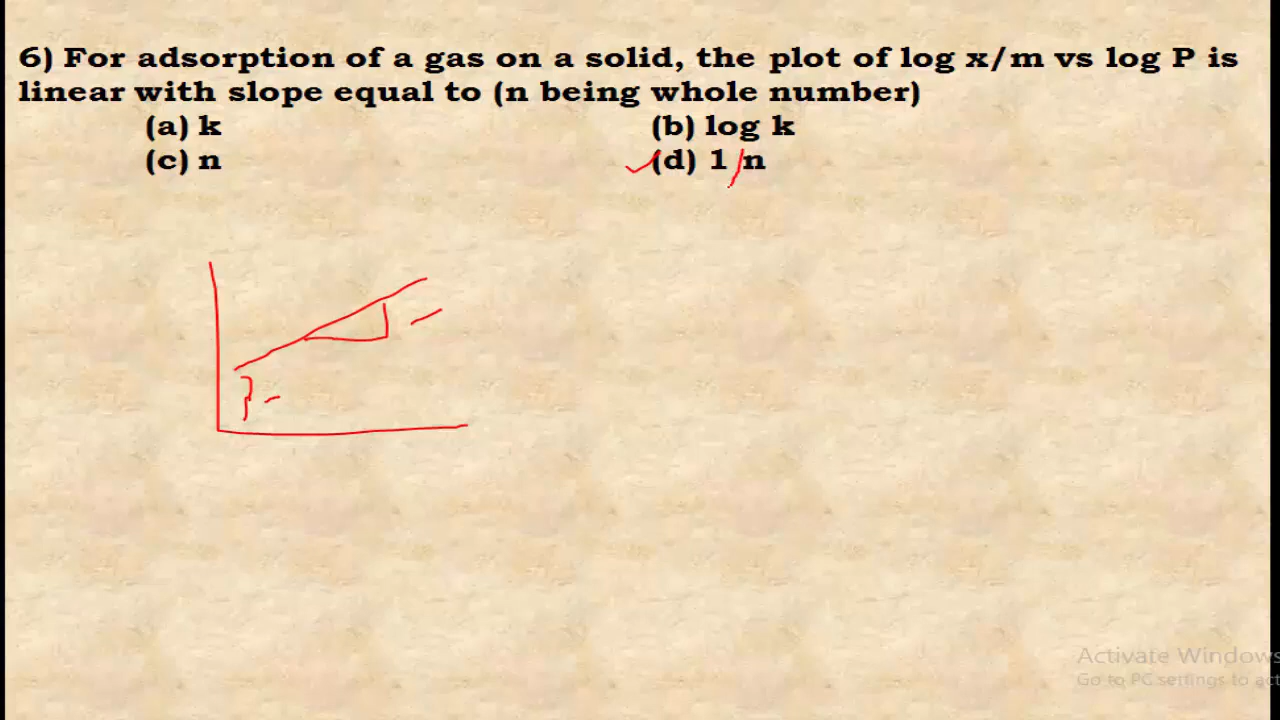 6) For adsorption of a gas on a solid, the plot of log x/m vs log P is
linear with slope equal to (n being whole number)
(a) k
(b) log k
(c) n
(d) 1/n
Activate Windows
Go to PC settings to act